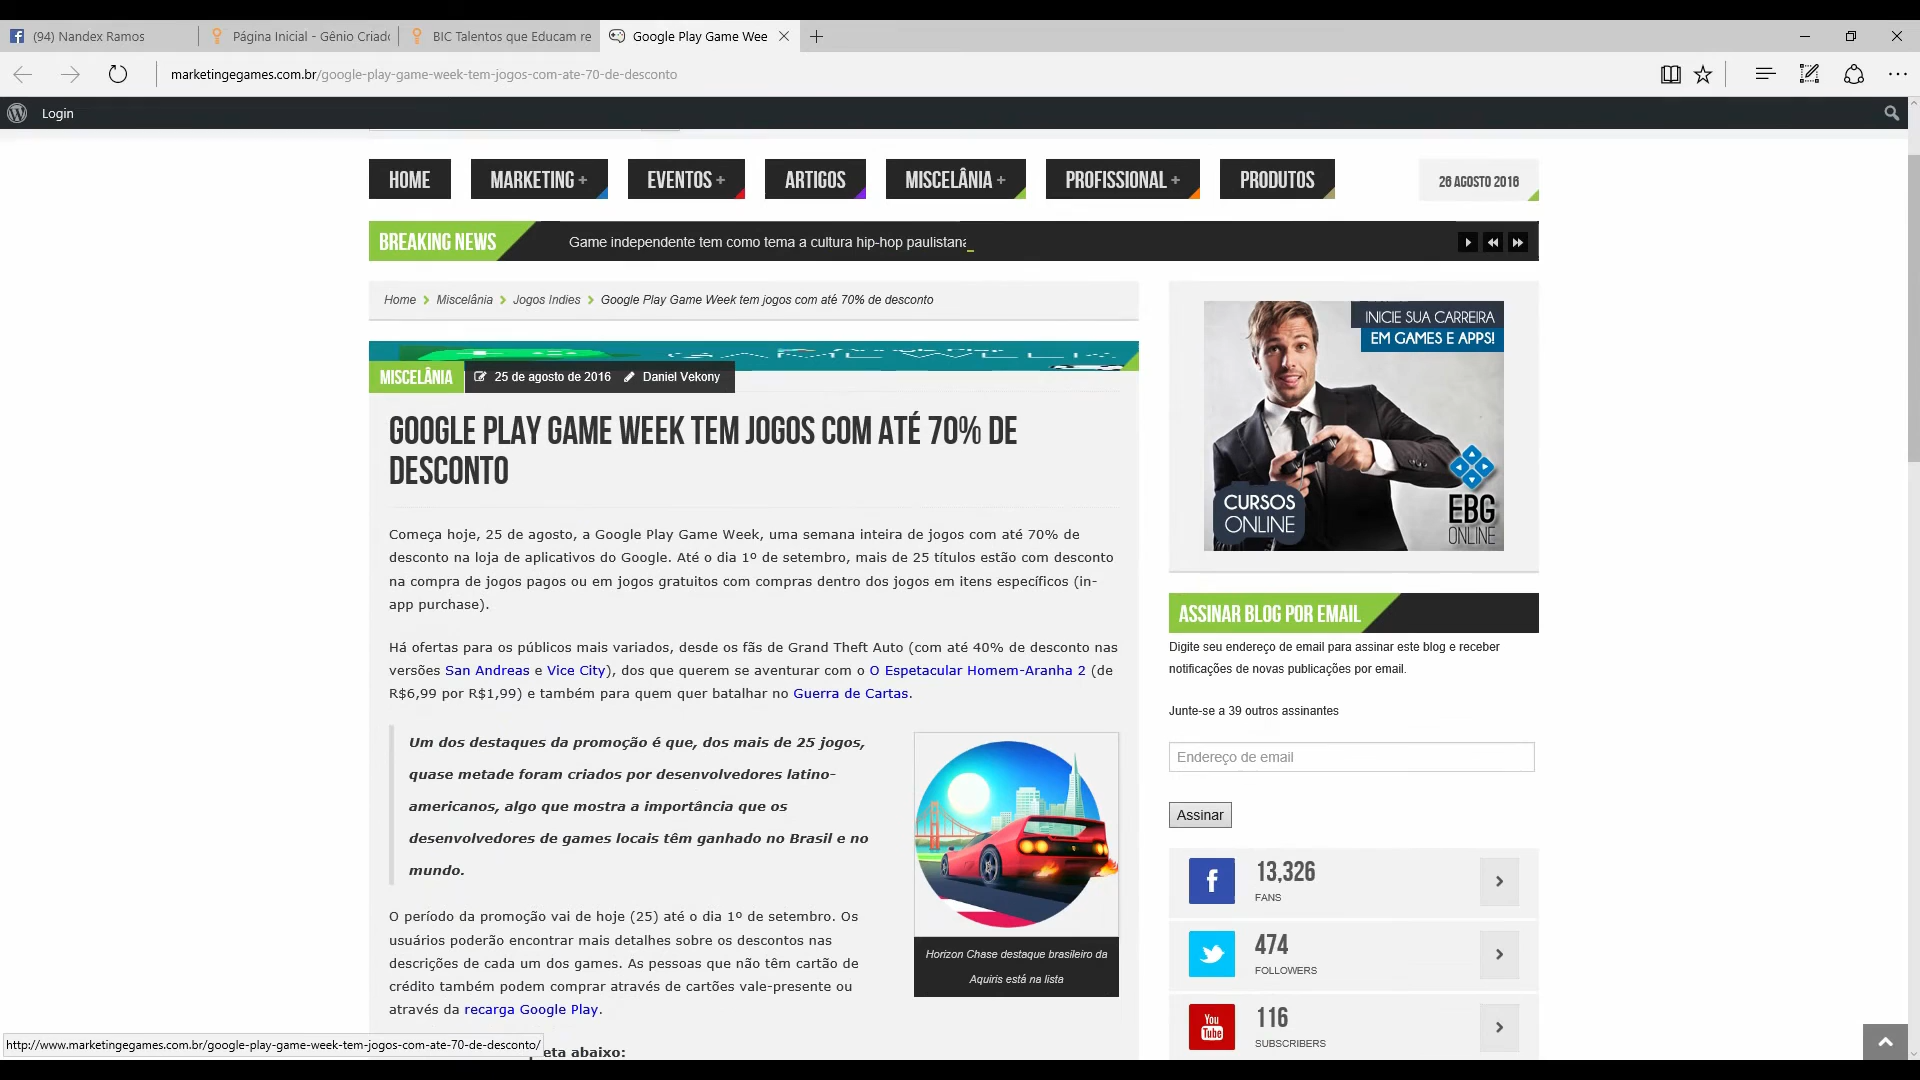 (94) Nandex Ramos
Página Inicial - Gênio Criado
BIC Talentos que Educam re
Google Play Game Wee
marketingegames.com.br/google-play-game-week-tem-jogos-com-ate-70-de-desconto
Login
HOME
MARKETING +
EVENTOS +
ARTIGOS
MISCELÂNIA +
PROFISSIONAL +
PRODUTOS
26 AGOSTO 2016
BREAKING NEWS
Game independente tem como tema a cultura hip-hop paulistana_
Home > Miscelânia > Jogos Indies > Google Play Game Week tem jogos com até 70% de desconto
MISCELÂNIA
25 de agosto de 2016
Daniel Vekony
GOOGLE PLAY GAME WEEK TEM JOGOS COM ATÉ 70% DE
DESCONTO
Começa hoje, 25 de agosto, a Google Play Game Week, uma semana inteira de jogos com até 70% de
desconto na loja de aplicativos do Google. Até o dia 1º de setembro, mais de 25 títulos estão com desconto
na compra de jogos pagos ou em jogos gratuitos com compras dentro dos jogos em itens específicos (in-
app purchase).
Há ofertas para os públicos mais variados, desde os fãs de Grand Theft Auto (com até 40% de desconto nas
versões San Andreas e Vice City), dos que querem se aventurar com o O Espetacular Homem-Aranha 2 (de
R$6,99 por R$1,99) e também para quem quer batalhar no Guerra de Cartas.
Um dos destaques da promoção é que, dos mais de 25 jogos,
quase metade foram criados por desenvolvedores latino-
americanos, algo que mostra a importância que os
desenvolvedores de games locais têm ganhado no Brasil e no
mundo.
Horizon Chase destaque brasileiro da
Aquiris está na lista
O período da promoção vai de hoje (25) até o dia 1º de setembro. Os
usuários poderão encontrar mais detalhes sobre os descontos nas
descrições de cada um dos games. As pessoas que não têm cartão de
crédito também podem comprar através de cartões vale-presente ou
através da recarga Google Play.
eta abaixo:
http://www.marketingegames.com.br/google-play-game-week-tem-jogos-com-ate-70-de-desconto/
INICIE SUA CARREIRA
EM GAMES E APPS!
CURSOS
ONLINE
EBG
ONLINE
ASSINAR BLOG POR EMAIL
Digite seu endereço de email para assinar este blog e receber
notificações de novas publicações por email.
Junte-se a 39 outros assinantes
Endereço de email
Assinar
13,326
FANS
474
FOLLOWERS
You
Tube
116
SUBSCRIBERS